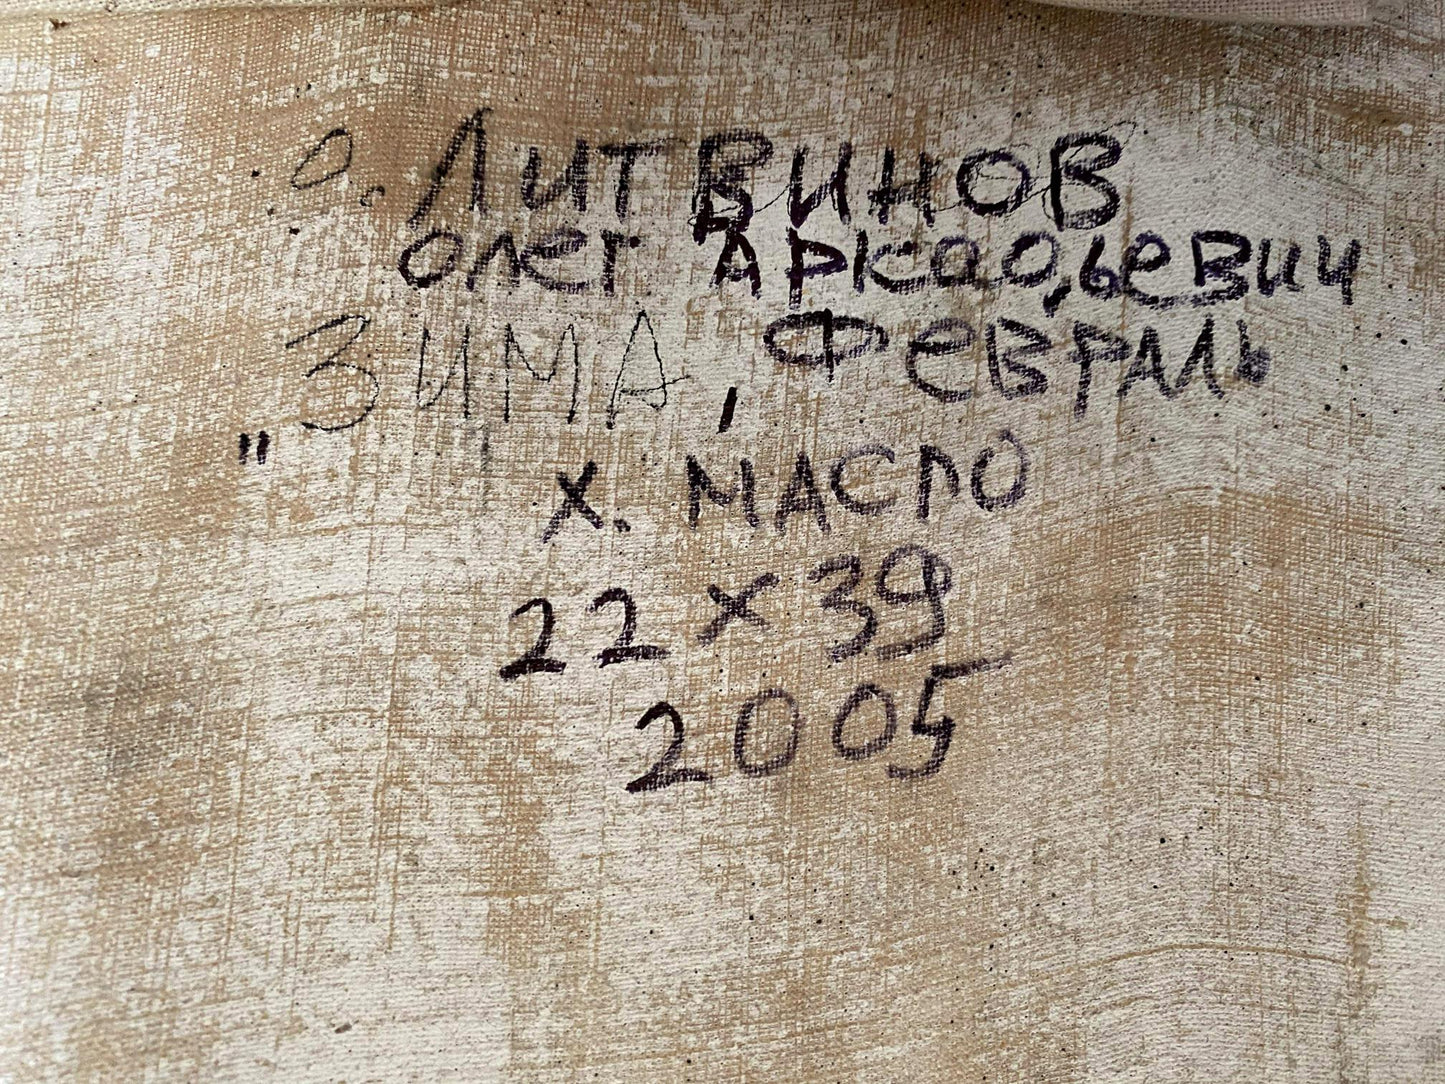 О. Литвинов
Олег Аркадьевич
„Зима, февраль
х. масло
22 х 39
2005